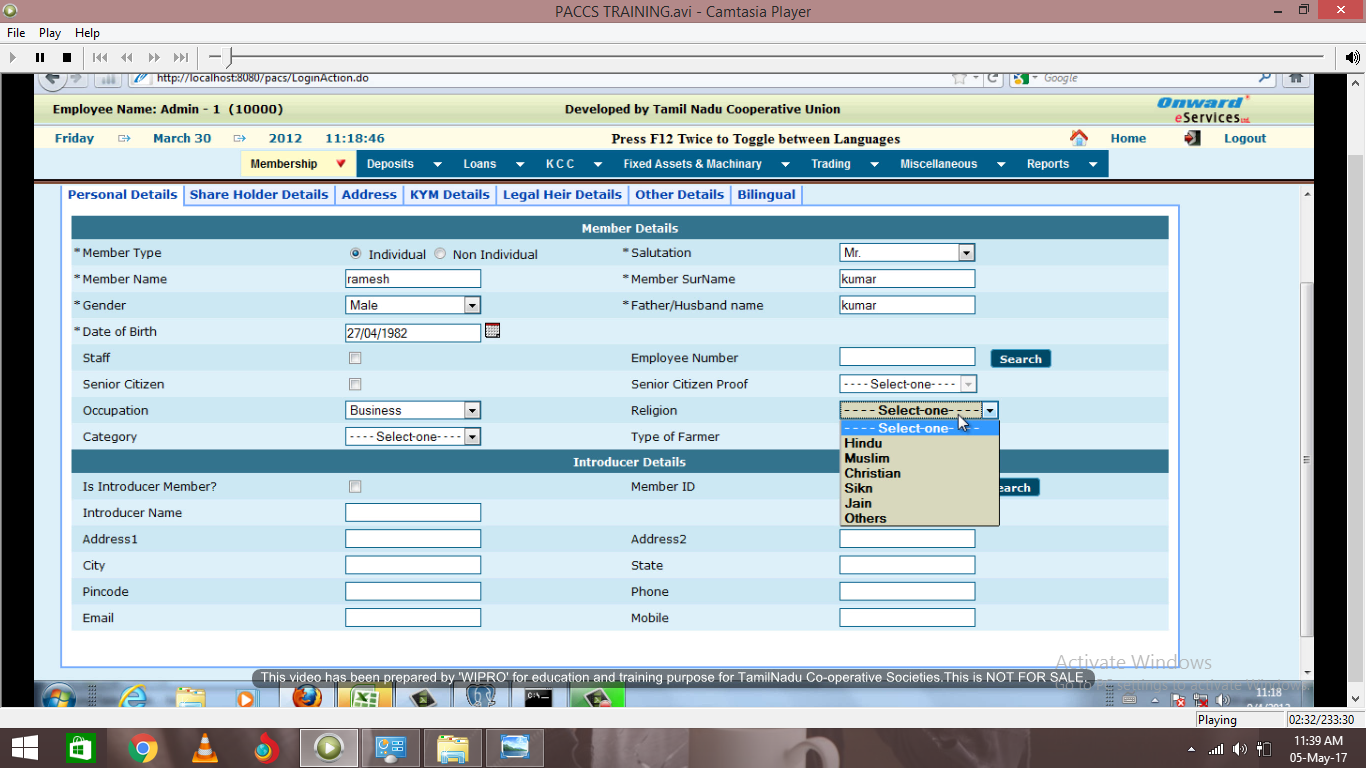 PACCS TRAINING.avi - Camtasia Player
File Play Help
http://localhost:8080/pacs/LoginAction.do
Google
Employee Name: Admin - 1 (10000)
Developed by Tamil Nadu Cooperative Union
Onward
eServices
Friday March 30 2012 11:18:46
Press F12 Twice to Toggle between Languages
Home Logout
Membership Deposits Loans K C C Fixed Assets & Machinary Trading Miscellaneous Reports
Personal Details Share Holder Details Address KYM Details Legal Heir Details Other Details Bilingual
Member Details
* Member Type Individual Non Individual * Salutation Mr.
* Member Name ramesh * Member SurName kumar
* Gender Male * Father/Husband name kumar
* Date of Birth 27/04/1982
Staff Employee Number Search
Senior Citizen Senior Citizen Proof ----Select-one----
Occupation Business Religion ----Select-one----
Category ----Select-one---- Type of Farmer
----Select-one----
Hindu
Muslim
Christian
Sikn
Jain
Others
Introducer Details
Is Introducer Member? Member ID earch
Introducer Name
Address1 Address2
City State
Pincode Phone
Email Mobile
Activate Windows
This video has been prepared by 'WIPRO' for education and training purpose for TamilNadu Co-operative Societies.This is NOT FOR SALE.
11:18
Playing 02:32/233:30
11:39 AM
05-May-17